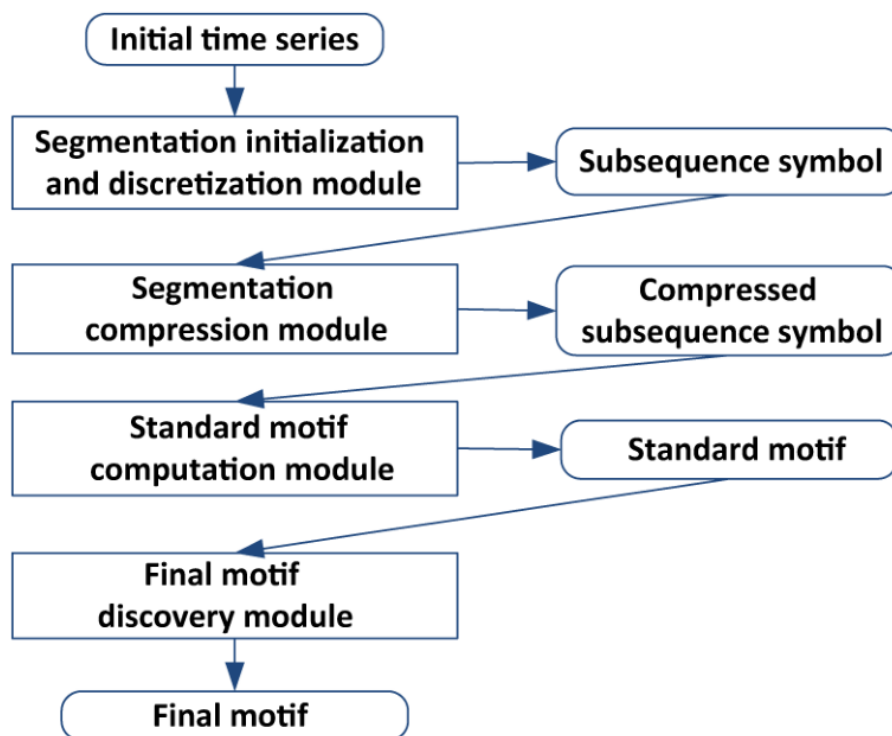 Initial time series
Segmentation initialization
and discretization module
Subsequence symbol
Segmentation
compression module
Compressed
subsequence symbol
Standard motif
computation module
Standard motif
Final motif
discovery module
Final motif